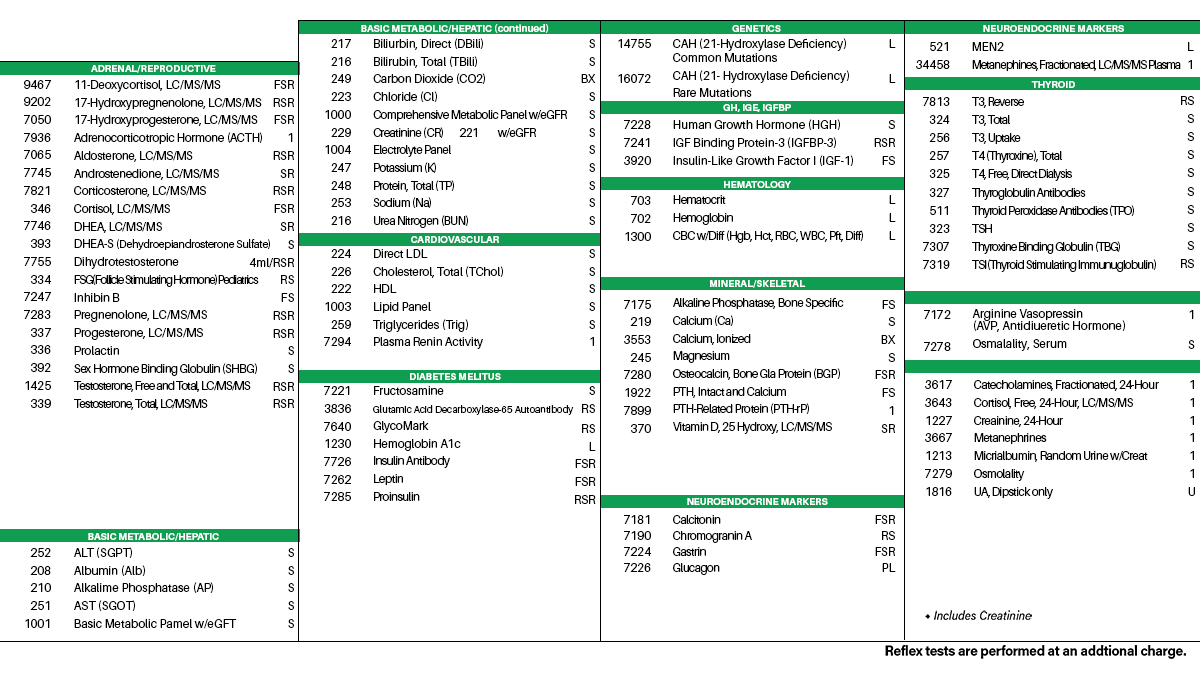 ADRENAL/REPRODUCTIVE
9467 11-Deoxycortisol, LC/MS/MS FSR
9202 17-Hydroxypregnenolone, LC/MS/MS RSR
7050 17-Hydroxyprogesterone, LC/MS/MS FSR
7936 Adrenocorticotropic Hormone (ACTH) 1
7065 Aldosterone, LC/MS/MS RSR
7745 Androstenedione, LC/MS/MS SR
7821 Corticosterone, LC/MS/MS RSR
346 Cortisol, LC/MS/MS FSR
7746 DHEA, LC/MS/MS SR
393 DHEA-S (Dehydroepiandrosterone Sulfate) S
7755 Dihydrotestosterone 4ml/RSR
334 FSG(Follicle Stimulating Hormone) Pediatrics RS
7247 Inhibin B FS
7283 Pregnenolone, LC/MS/MS RSR
337 Progesterone, LC/MS/MS RSR
336 Prolactin S
392 Sex Hormone Binding Globulin (SHBG) S
1425 Testosterone, Free and Total, LC/MS/MS RSR
339 Testosterone, Total, LC/MS/MS RSR
BASIC METABOLIC/HEPATIC
252 ALT (SGPT) S
208 Albumin (Alb) S
210 Alkalime Phosphatase (AP) S
251 AST (SGOT) S
1001 Basic Metabolic Pamel w/eGFT S
BASIC METABOLIC/HEPATIC (continued)
217 Biliurbin, Direct (DBili) S
216 Bilirubin, Total (TBili) S
249 Carbon Dioxide (CO2) BX
223 Chloride (Cl) S
1000 Comprehensive Metabolic Panel w/eGFR S
229 Creatinine (CR) 221 w/eGFR S
1004 Electrolyte Panel S
247 Potassium (K) S
248 Protein, Total (TP) S
253 Sodium (Na) S
216 Urea Nitrogen (BUN) S
CARDIOVASCULAR
224 Direct LDL S
226 Cholesterol, Total (TChol) S
222 HDL S
1003 Lipid Panel S
259 Triglycerides (Trig) S
7294 Plasma Renin Activity 1
DIABETES MELITUS
7221 Fructosamine S
3836 Glutamic Acid Decarboxylase-65 Autoantibody RS
7640 GlycoMark RS
1230 Hemoglobin A1c L
7726 Insulin Antibody FSR
7262 Leptin FSR
7285 Proinsulin RSR
GENETICS
14755 CAH (21-Hydroxylase Deficiency) L
Common Mutations
16072 CAH (21- Hydroxylase Deficiency) L
Rare Mutations
GH, IGE, IGFBP
7228 Human Growth Hormone (HGH) S
7241 IGF Binding Protein-3 (IGFBP-3) RSR
3920 Insulin-Like Growth Factor I (IGF-1) FS
HEMATOLOGY
703 Hematocrit L
702 Hemoglobin L
1300 CBC w/Diff (Hgb, Hct, RBC, WBC, Pft, Diff) L
MINERAL/SKELETAL
7175 Alkaline Phosphatase, Bone Specific FS
219 Calcium (Ca) S
3553 Calcium, Ionized BX
245 Magnesium S
7280 Osteocalcin, Bone Gla Protein (BGP) FSR
1922 PTH, Intact and Calcium FS
7899 PTH-Related Protein (PTH-rP) 1
370 Vitamin D, 25 Hydroxy, LC/MS/MS SR
NEUROENDOCRINE MARKERS
7181 Calcitonin FSR
7190 Chromogranin A RS
7224 Gastrin FSR
7226 Glucagon PL
NEUROENDOCRINE MARKERS
521 MEN2 L
34458 Metanephines, Fractionated, LC/MS/MS Plasma 1
THYROID
7813 T3, Reverse RS
324 T3, Total S
256 T3, Uptake S
257 T4 (Thyroxine), Total S
325 T4, Free, Direct Dialysis S
327 Thyroglobulin Antibodies S
511 Thyroid Peroxidase Antibodies (TPO) S
323 TSH S
7307 Thyroxine Binding Globulin (TBG) S
7319 TSI (Thyroid Stimulating Immunuglobulin) RS
7172 Arginine Vasopressin 1
(AVP, Antidiueretic Hormone)
7278 Osmalality, Serum S
3617 Catecholamines, Fractionated, 24-Hour 1
3643 Cortisol, Free, 24-Hour, LC/MS/MS 1
1227 Creainine, 24-Hour 1
3667 Metanephrines 1
1213 Micrialbumin, Random Urine w/Creat 1
7279 Osmolality 1
1816 UA, Dipstick only U
⬥ Includes Creatinine
Reflex tests are performed at an addtional charge.